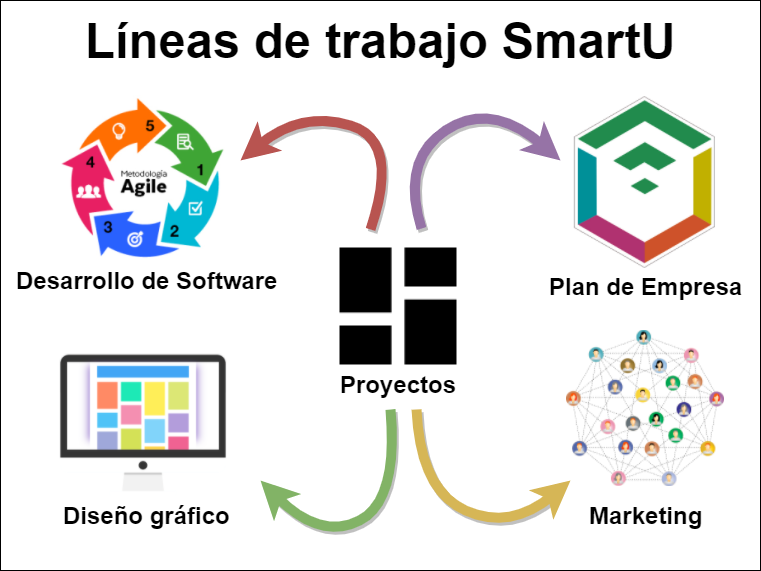 Líneas de trabajo SmartU
5
1
4
Metodología
Agile
3
2
Desarrollo de Software
Plan de Empresa
Proyectos
Diseño gráfico
Marketing